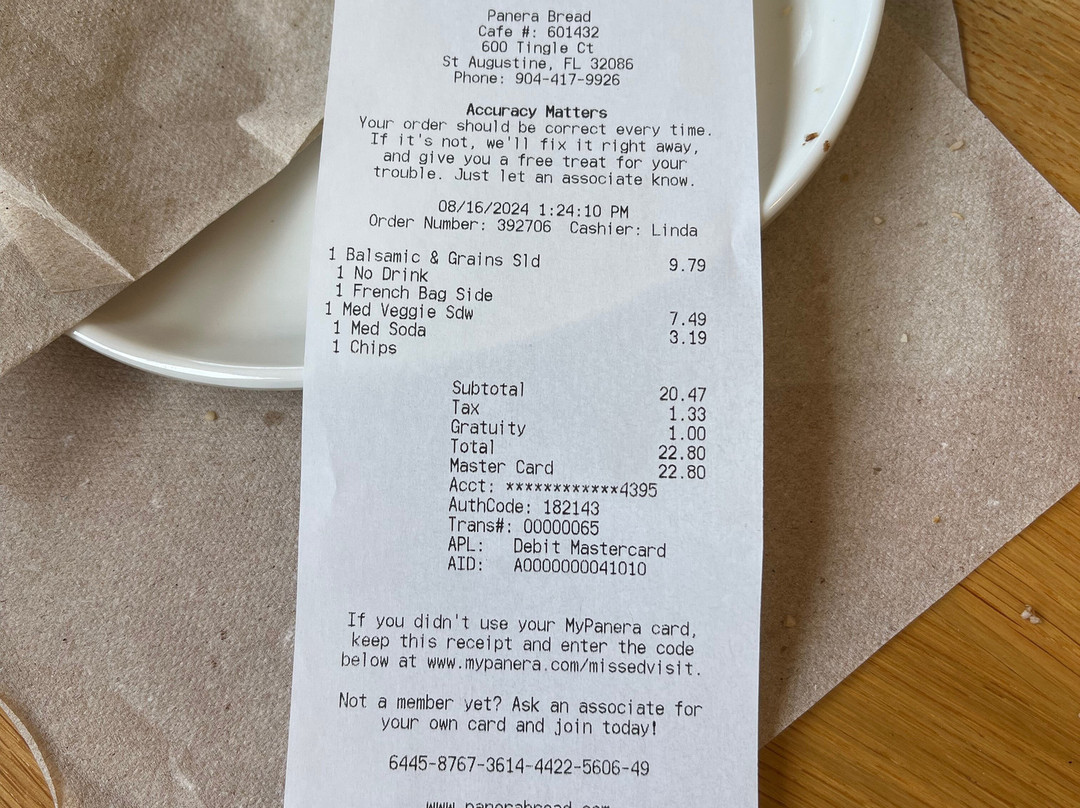 Panera Bread
Cafe #: 601432
600 Tingle Ct
St Augustine, FL 32086
Phone: 904-417-9926
Accuracy Matters
Your order should be correct every time.
If it's not, we'll fix it right away,
and give you a free treat for your
trouble. Just let an associate know.
08/16/2024 1:24:10 PM
Order Number: 392706 Cashier: Linda
1 Balsamic & Grains Sld 9.79
1 No Drink
1 French Bag Side
1 Med Veggie Sdw 7.49
1 Med Soda 3.19
1 Chips
Subtotal 20.47
Tax 1.33
Gratuity 1.00
Total 22.80
Master Card 22.80
Acct: ************4395
AuthCode: 182143
Trans#: 00000065
APL: Debit Mastercard
AID: A0000000041010
If you didn't use your MyPanera card,
keep this receipt and enter the code
below at www.mypanera.com/missedvisit.
Not a member yet? Ask an associate for
your own card and join today!
6445-8767-3614-4422-5606-49
www.panerabread.com